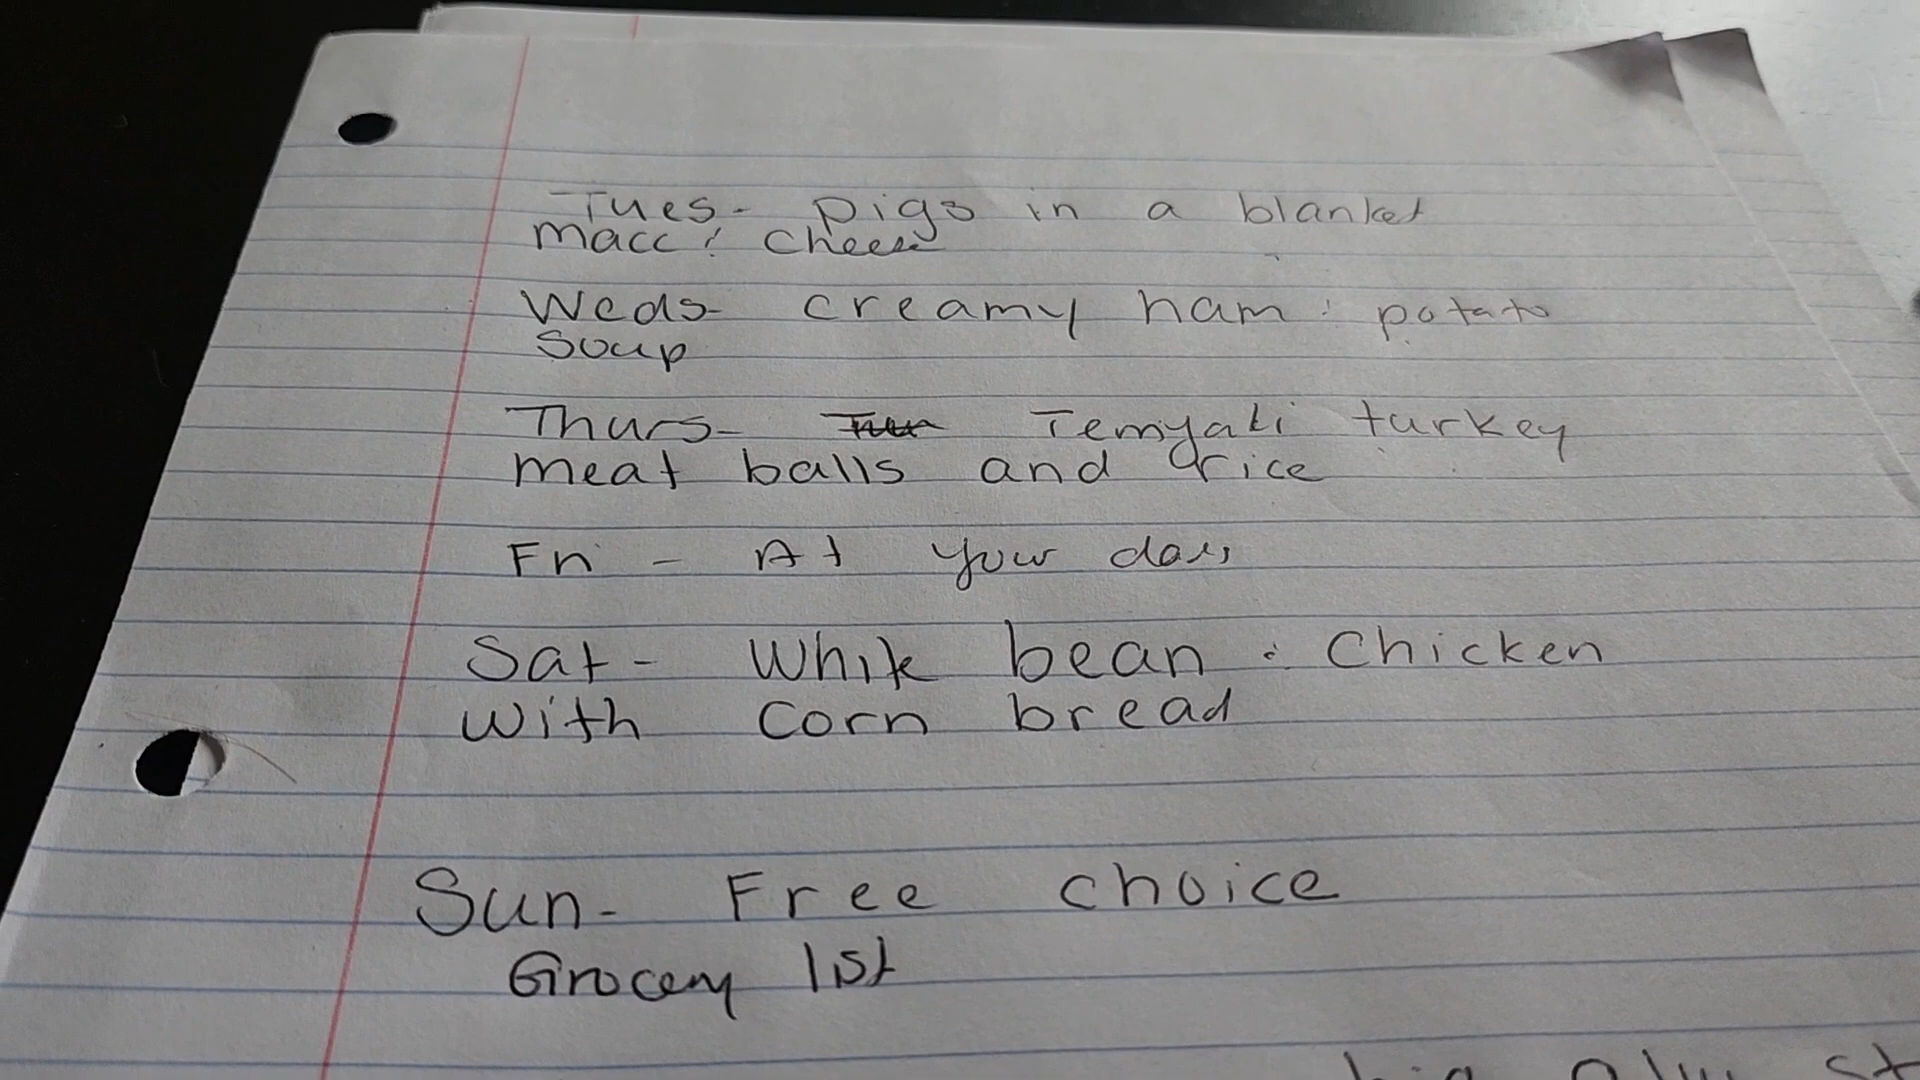 Tues- pigs in a blanket
macc & cheese
Weds- creamy ham & potato
Soup
Thurs- Teriyaki turkey
meat balls and rice
Fri - At your dads
Sat- White bean & Chicken
with corn bread
Sun- Free choice
Grocery list